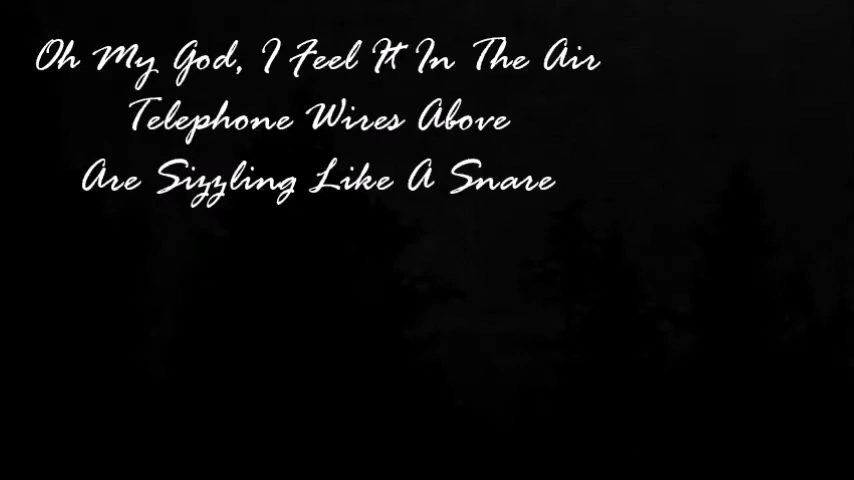 Oh My God, I Feel It In The Air
Telephone Wires Above
Are Sizzling Like A Snare